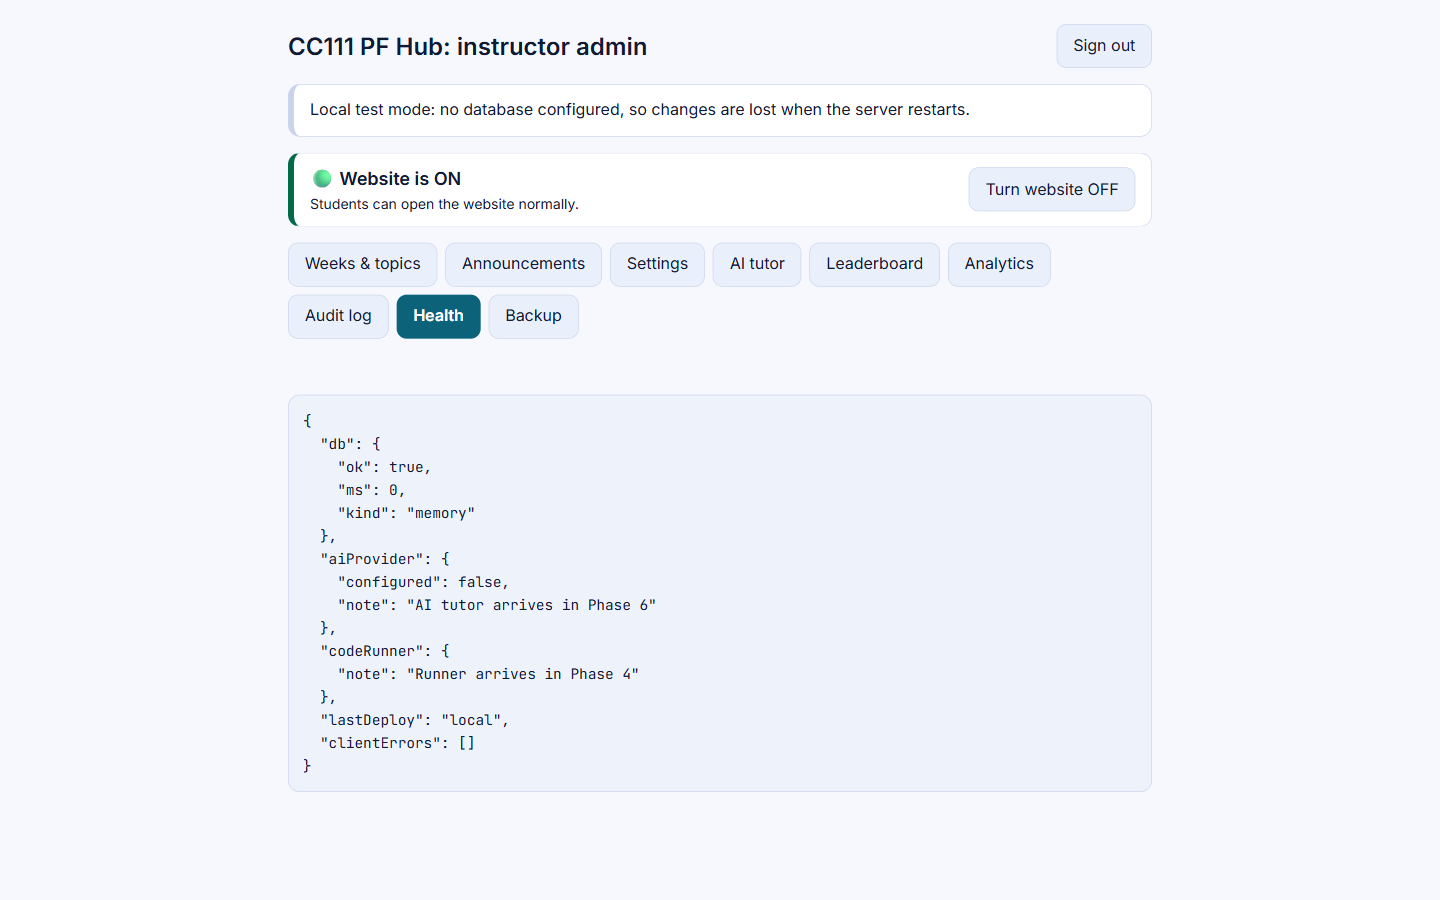 CC111 PF Hub: instructor admin
Sign out
Local test mode: no database configured, so changes are lost when the server restarts.
Website is ON
Students can open the website normally.
Turn website OFF
Weeks & topics
Announcements
Settings
AI tutor
Leaderboard
Analytics
Audit log
Health
Backup
{
  "db": {
    "ok": true,
    "ms": 0,
    "kind": "memory"
  },
  "aiProvider": {
    "configured": false,
    "note": "AI tutor arrives in Phase 6"
  },
  "codeRunner": {
    "note": "Runner arrives in Phase 4"
  },
  "lastDeploy": "local",
  "clientErrors": []
}